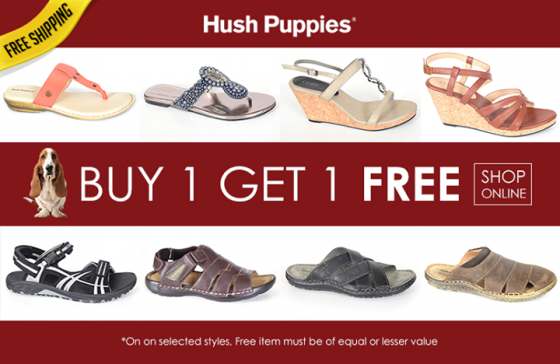 FREE SHIPPING
Hush Puppies®
BUY 1 GET 1 FREE
SHOP
ONLINE
*On on selected styles, Free item must be of equal or lesser value